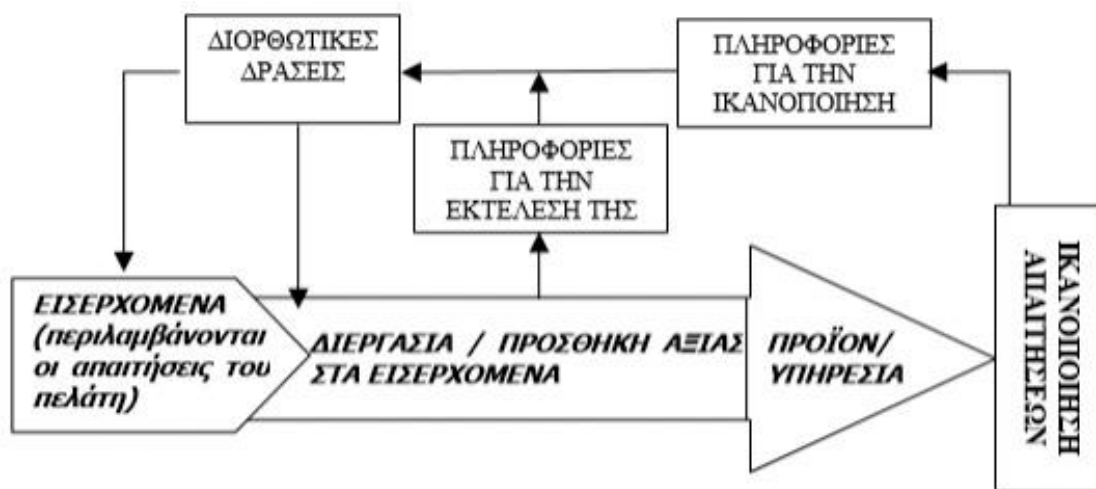 ΔΙΟΡΘΩΤΙΚΕΣ
ΔΡΑΣΕΙΣ
ΠΛΗΡΟΦΟΡΙΕΣ
ΓΙΑ ΤΗΝ
ΙΚΑΝΟΠΟΙΗΣΗ
ΠΛΗΡΟΦΟΡΙΕΣ
ΓΙΑ ΤΗΝ
ΕΚΤΕΛΕΣΗ ΤΗΣ
ΕΙΣΕΡΧΟΜΕΝΑ
(περιλαμβάνονται
οι απαιτήσεις του
πελάτη)
ΔΙΕΡΓΑΣΙΑ / ΠΡΟΣΘΗΚΗ ΑΞΙΑΣ
ΣΤΑ ΕΙΣΕΡΧΟΜΕΝΑ
ΠΡΟΪΟΝ/
ΥΠΗΡΕΣΙΑ
ΙΚΑΝΟΠΟΙΗΣΗ
ΑΠΑΙΤΗΣΕΩΝ